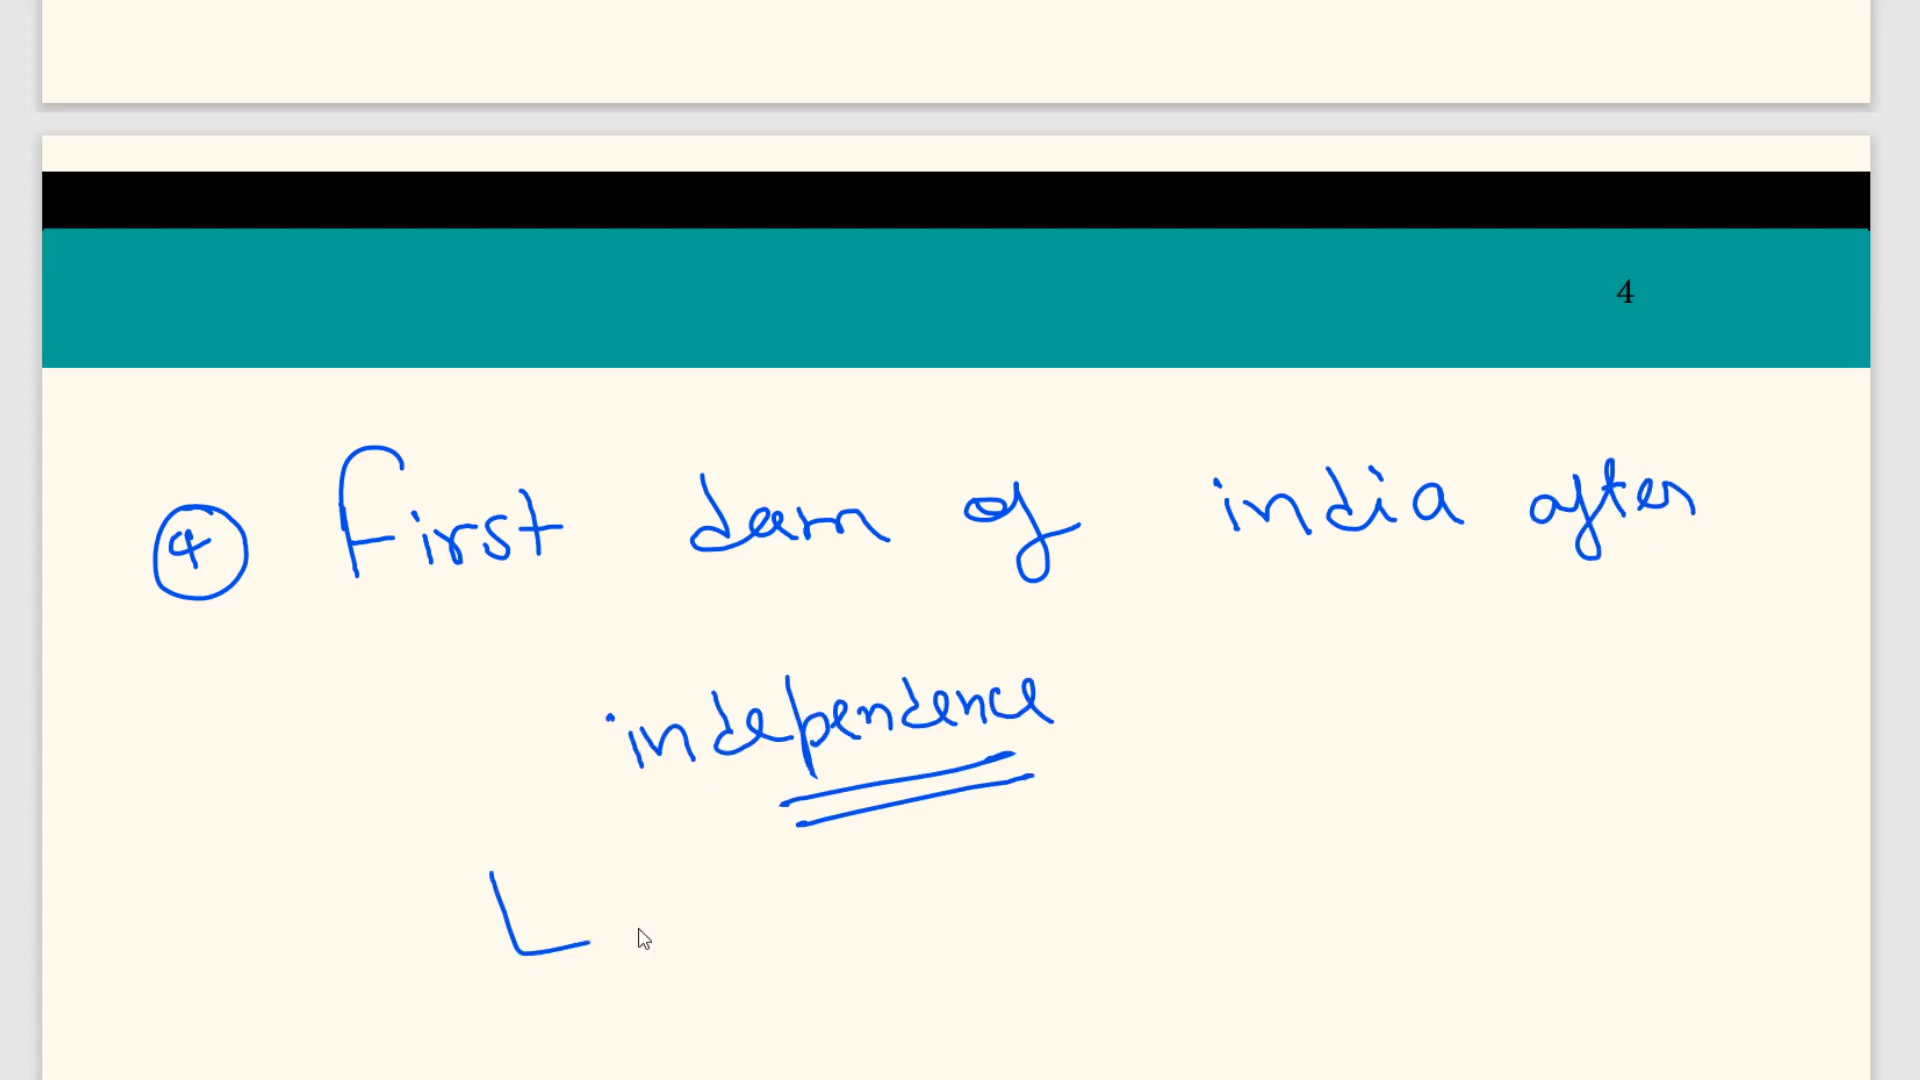 4
④ First dam of india after
independence